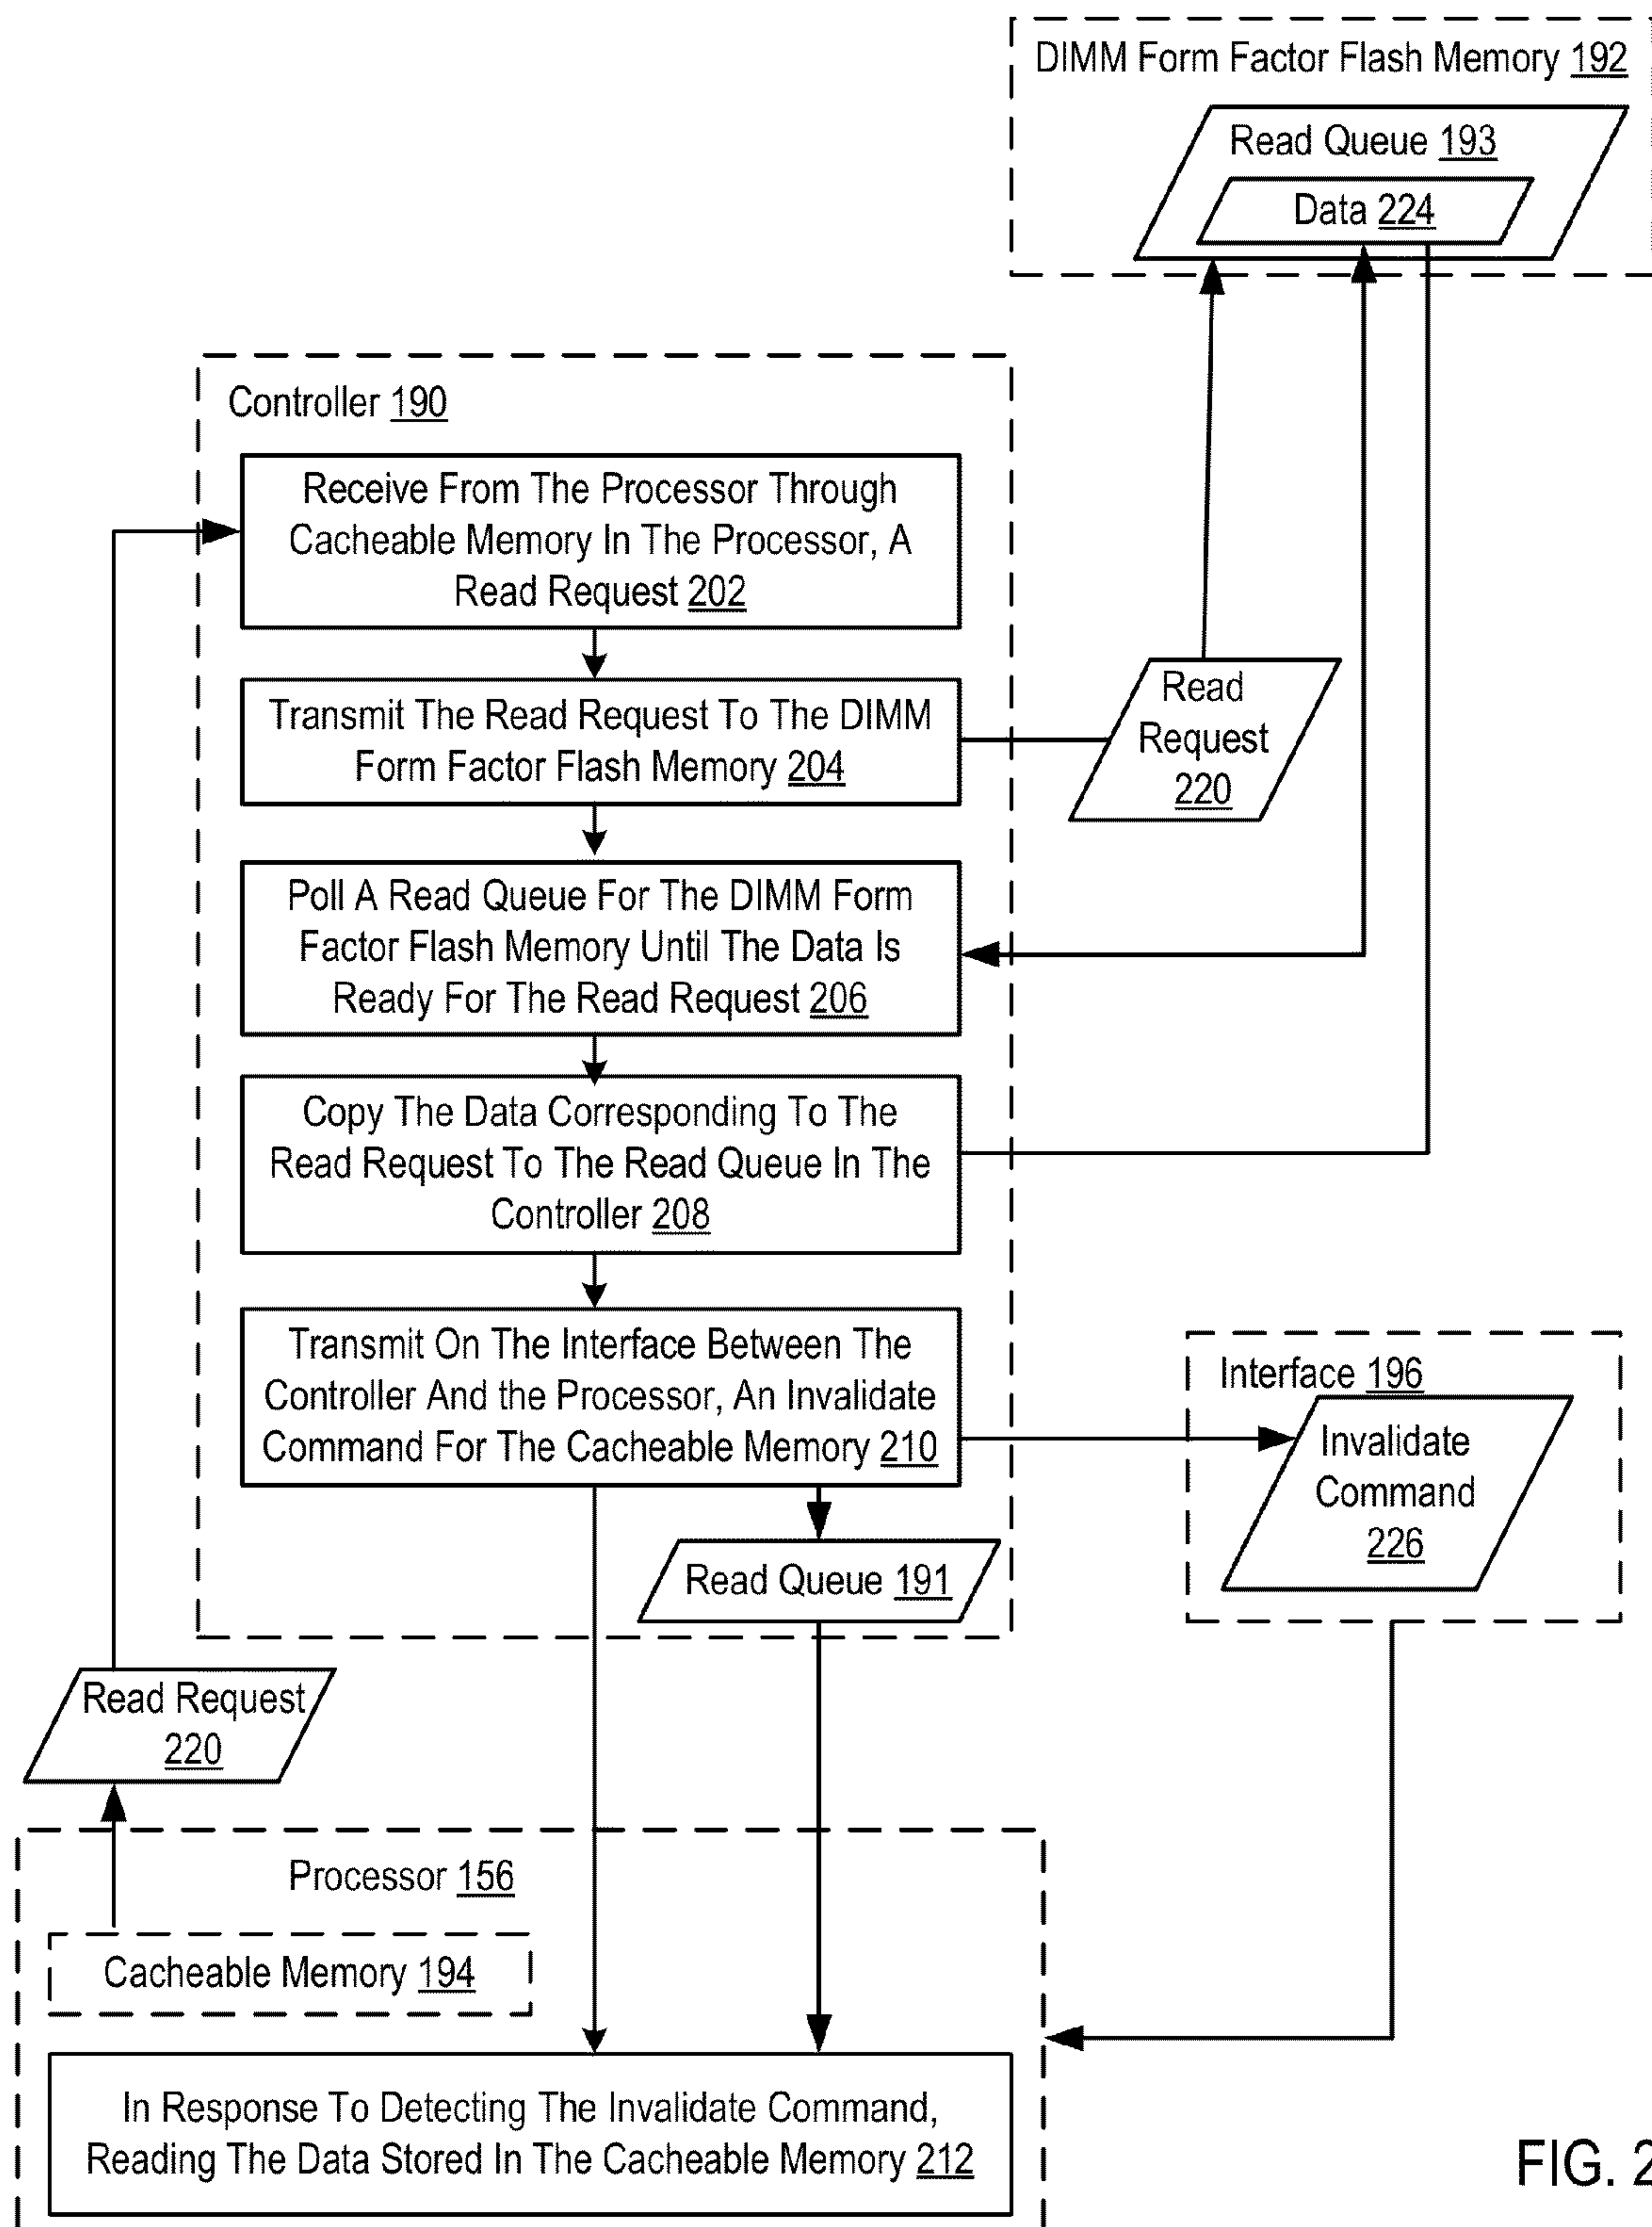 DIMM Form Factor Flash Memory 192
Read Queue 193
Data 224
Controller 190
Receive From The Processor Through
Cacheable Memory In The Processor, A
Read Request 202
Transmit The Read Request To The DIMM
Form Factor Flash Memory 204
Read
Request
220
Poll A Read Queue For The DIMM Form
Factor Flash Memory Until The Data Is
Ready For The Read Request 206
Copy The Data Corresponding To The
Read Request To The Read Queue In The
Controller 208
Transmit On The Interface Between The
Controller And the Processor, An Invalidate
Command For The Cacheable Memory 210
Interface 196
Invalidate
Command
226
Read Queue 191
Read Request
220
Processor 156
Cacheable Memory 194
In Response To Detecting The Invalidate Command,
Reading The Data Stored In The Cacheable Memory 212
FIG. 2